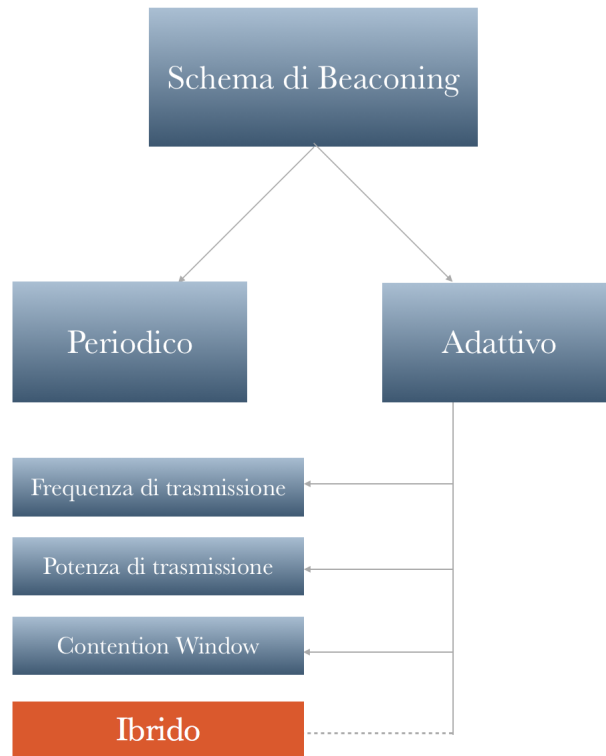 Schema di Beaconing
Periodico
Adattivo
Frequenza di trasmissione
Potenza di trasmissione
Contention Window
Ibrido